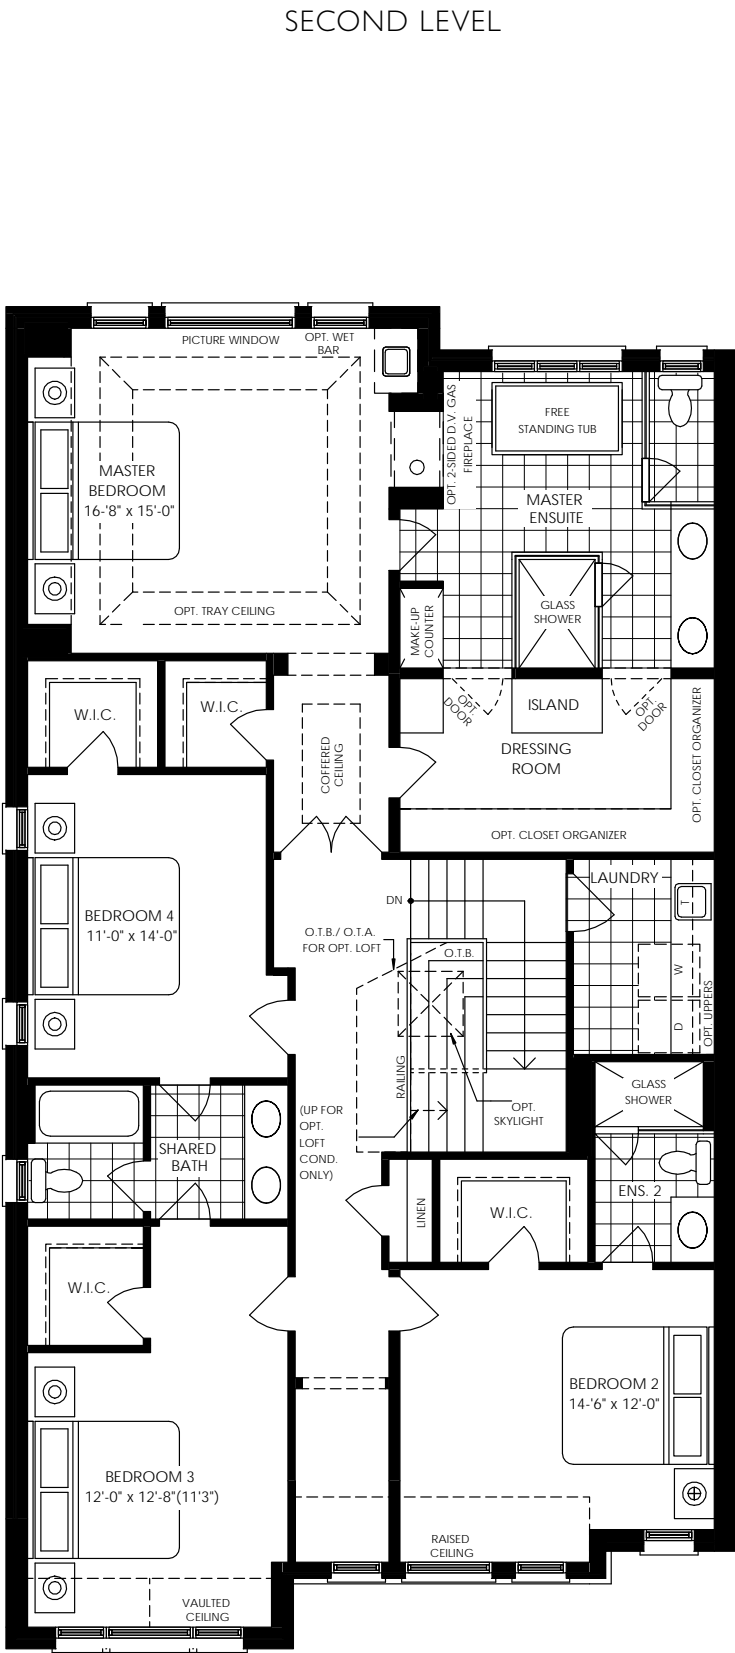 SECOND LEVEL
PICTURE WINDOW
OPT. WET
BAR
OPT. 2-SIDED D.V. GAS
FIREPLACE
FREE
STANDING TUB
MASTER
BEDROOM
16-'8" x 15'-0"
MASTER
ENSUITE
OPT. TRAY CEILING
MAKE-UP
COUNTER
GLASS
SHOWER
W.I.C.
W.I.C.
COFFERED
CEILING
OPT.
DOOR
ISLAND
OPT.
DOOR
DRESSING
ROOM
OPT. CLOSET ORGANIZER
OPT. CLOSET ORGANIZER
LAUNDRY
T
DN
BEDROOM 4
11'-0" x 14'-0"
O.T.B./ O.T.A.
FOR OPT. LOFT
O.T.B.
W
D
OPT. UPPERS
RAILING
OPT.
SKYLIGHT
GLASS
SHOWER
(UP FOR
OPT.
LOFT
COND.
ONLY)
SHARED
BATH
ENS. 2
LINEN
W.I.C.
W.I.C.
BEDROOM 2
14-'6" x 12'-0"
BEDROOM 3
12'-0" x 12'-8"(11'3")
RAISED
CEILING
VAULTED
CEILING